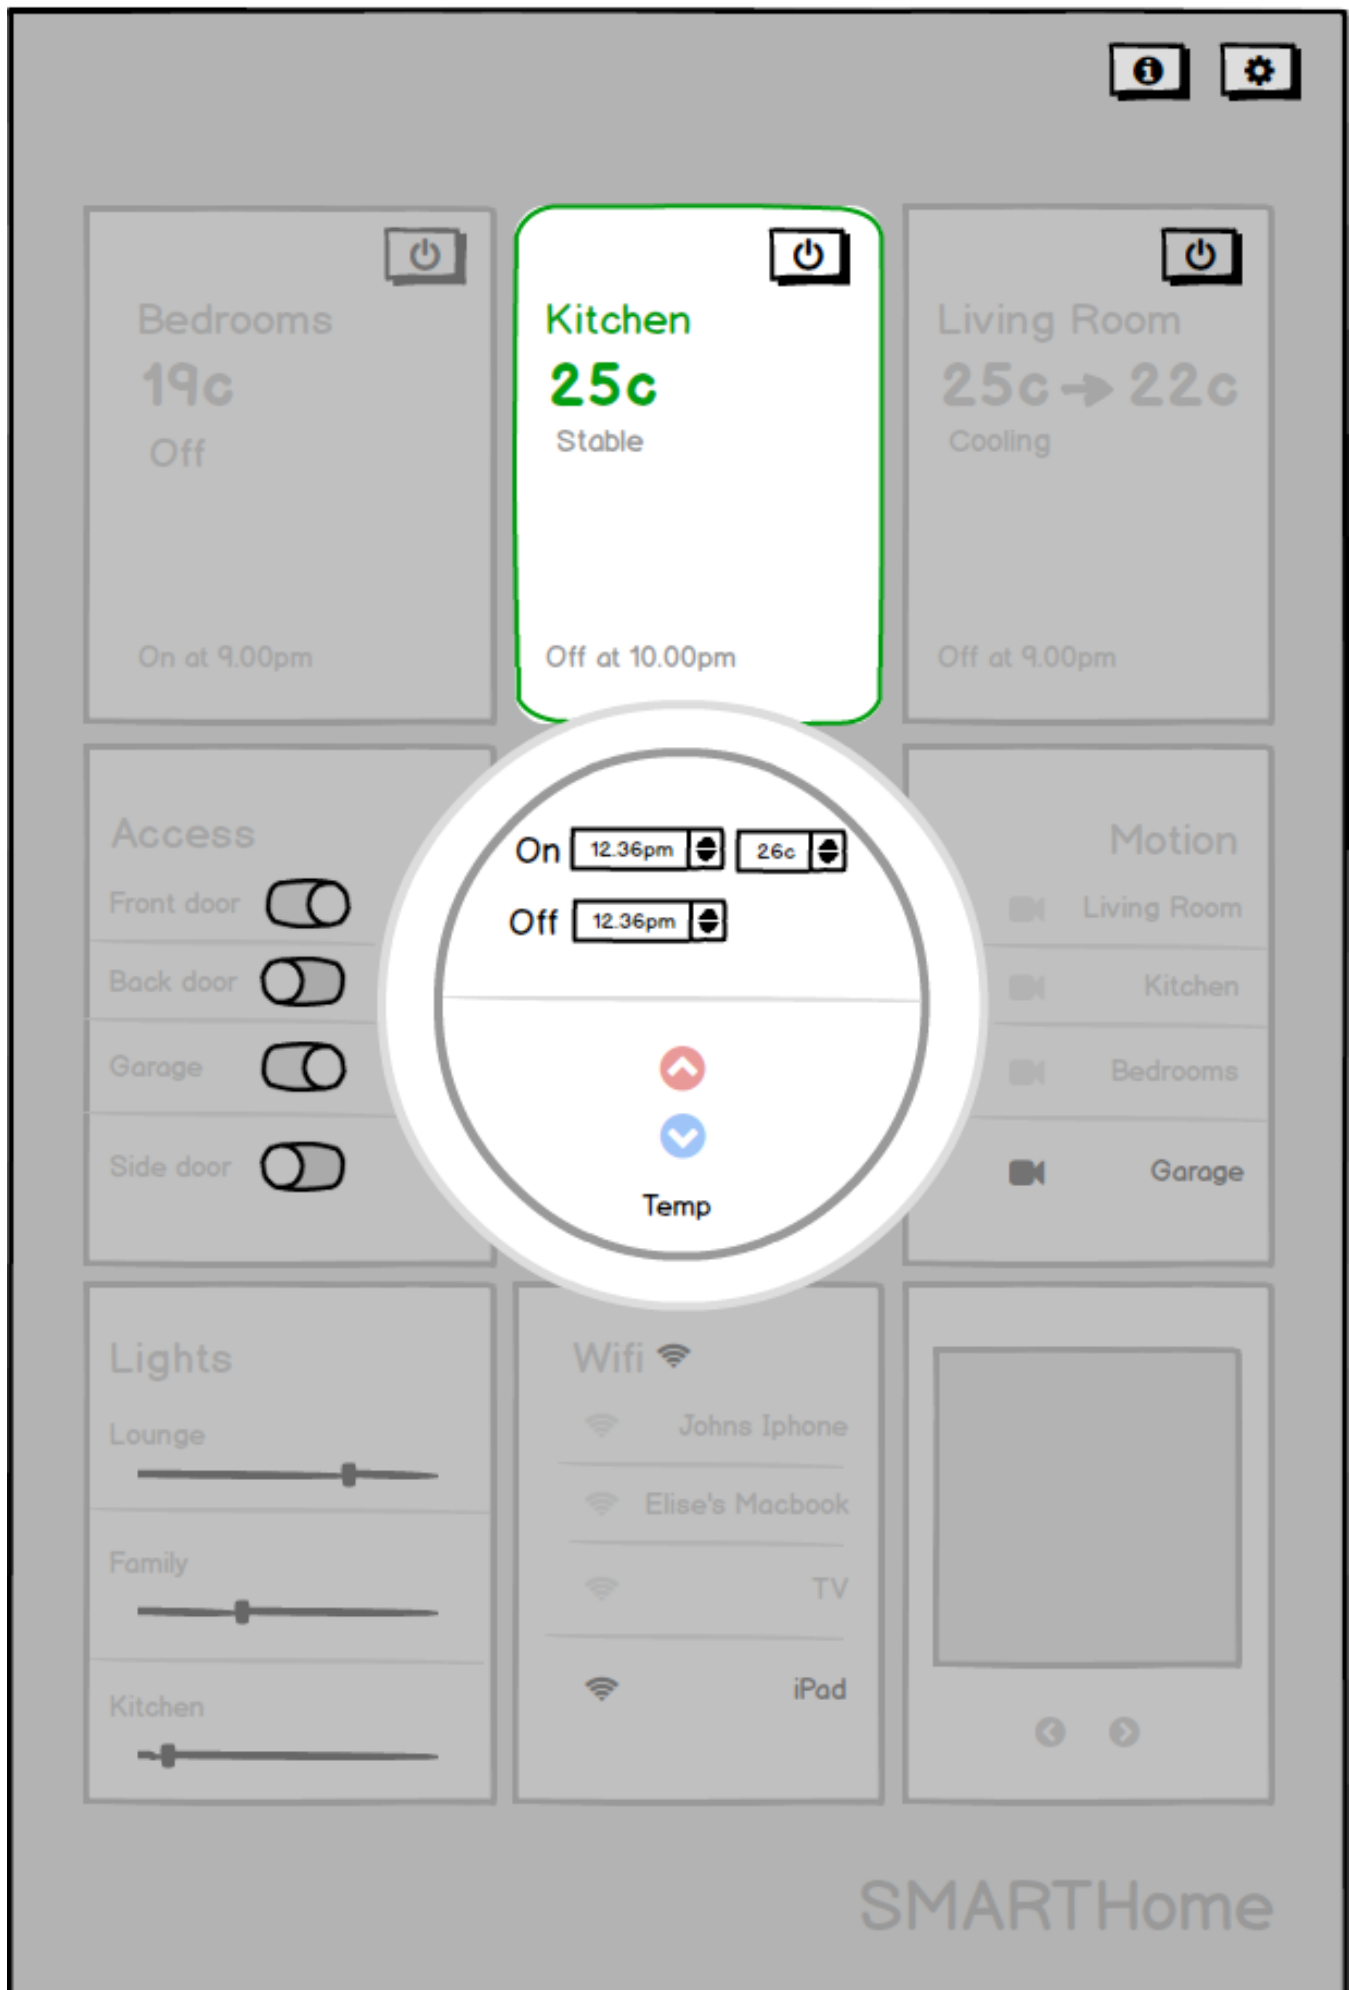 Bedrooms
19c
Off
On at 9.00pm
Kitchen
25c
Stable
Off at 10.00pm
Living Room
25c 22c
Cooling
Off at 9.00pm
Access
Front door
Back door
Garage
Side door
On 12.36pm 26c
Off 12.36pm
Temp
Motion
Living Room
Kitchen
Bedrooms
Garage
Lights
Lounge
Family
Kitchen
Wifi
Johns Iphone
Elise's Macbook
TV
iPad
SMARTHome